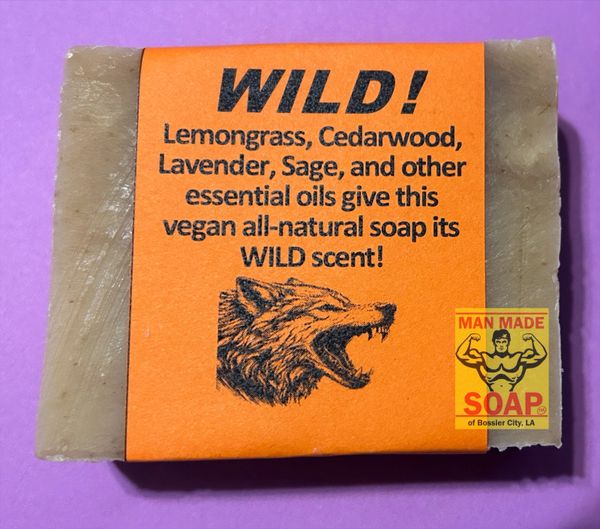 WILD!
Lemongrass, Cedarwood,
Lavender, Sage, and other
essential oils give this
vegan all-natural soap its
WILD scent!
MAN MADE
SOAP
of Bossier City, LA